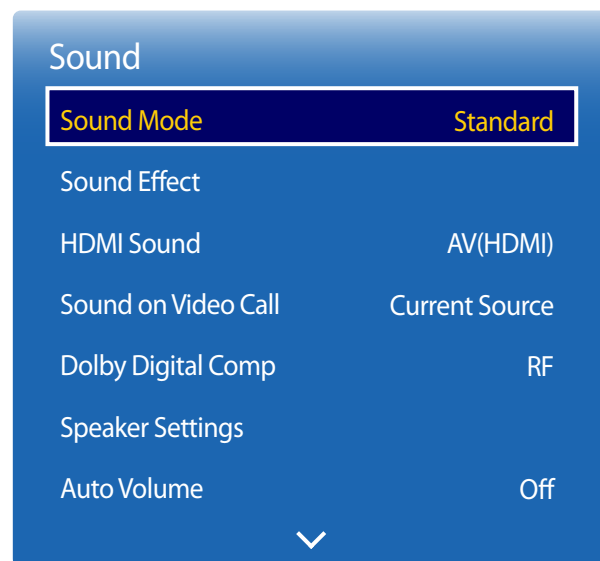 Sound
Sound Mode Standard
Sound Effect
HDMI Sound AV(HDMI)
Sound on Video Call Current Source
Dolby Digital Comp RF
Speaker Settings
Auto Volume Off